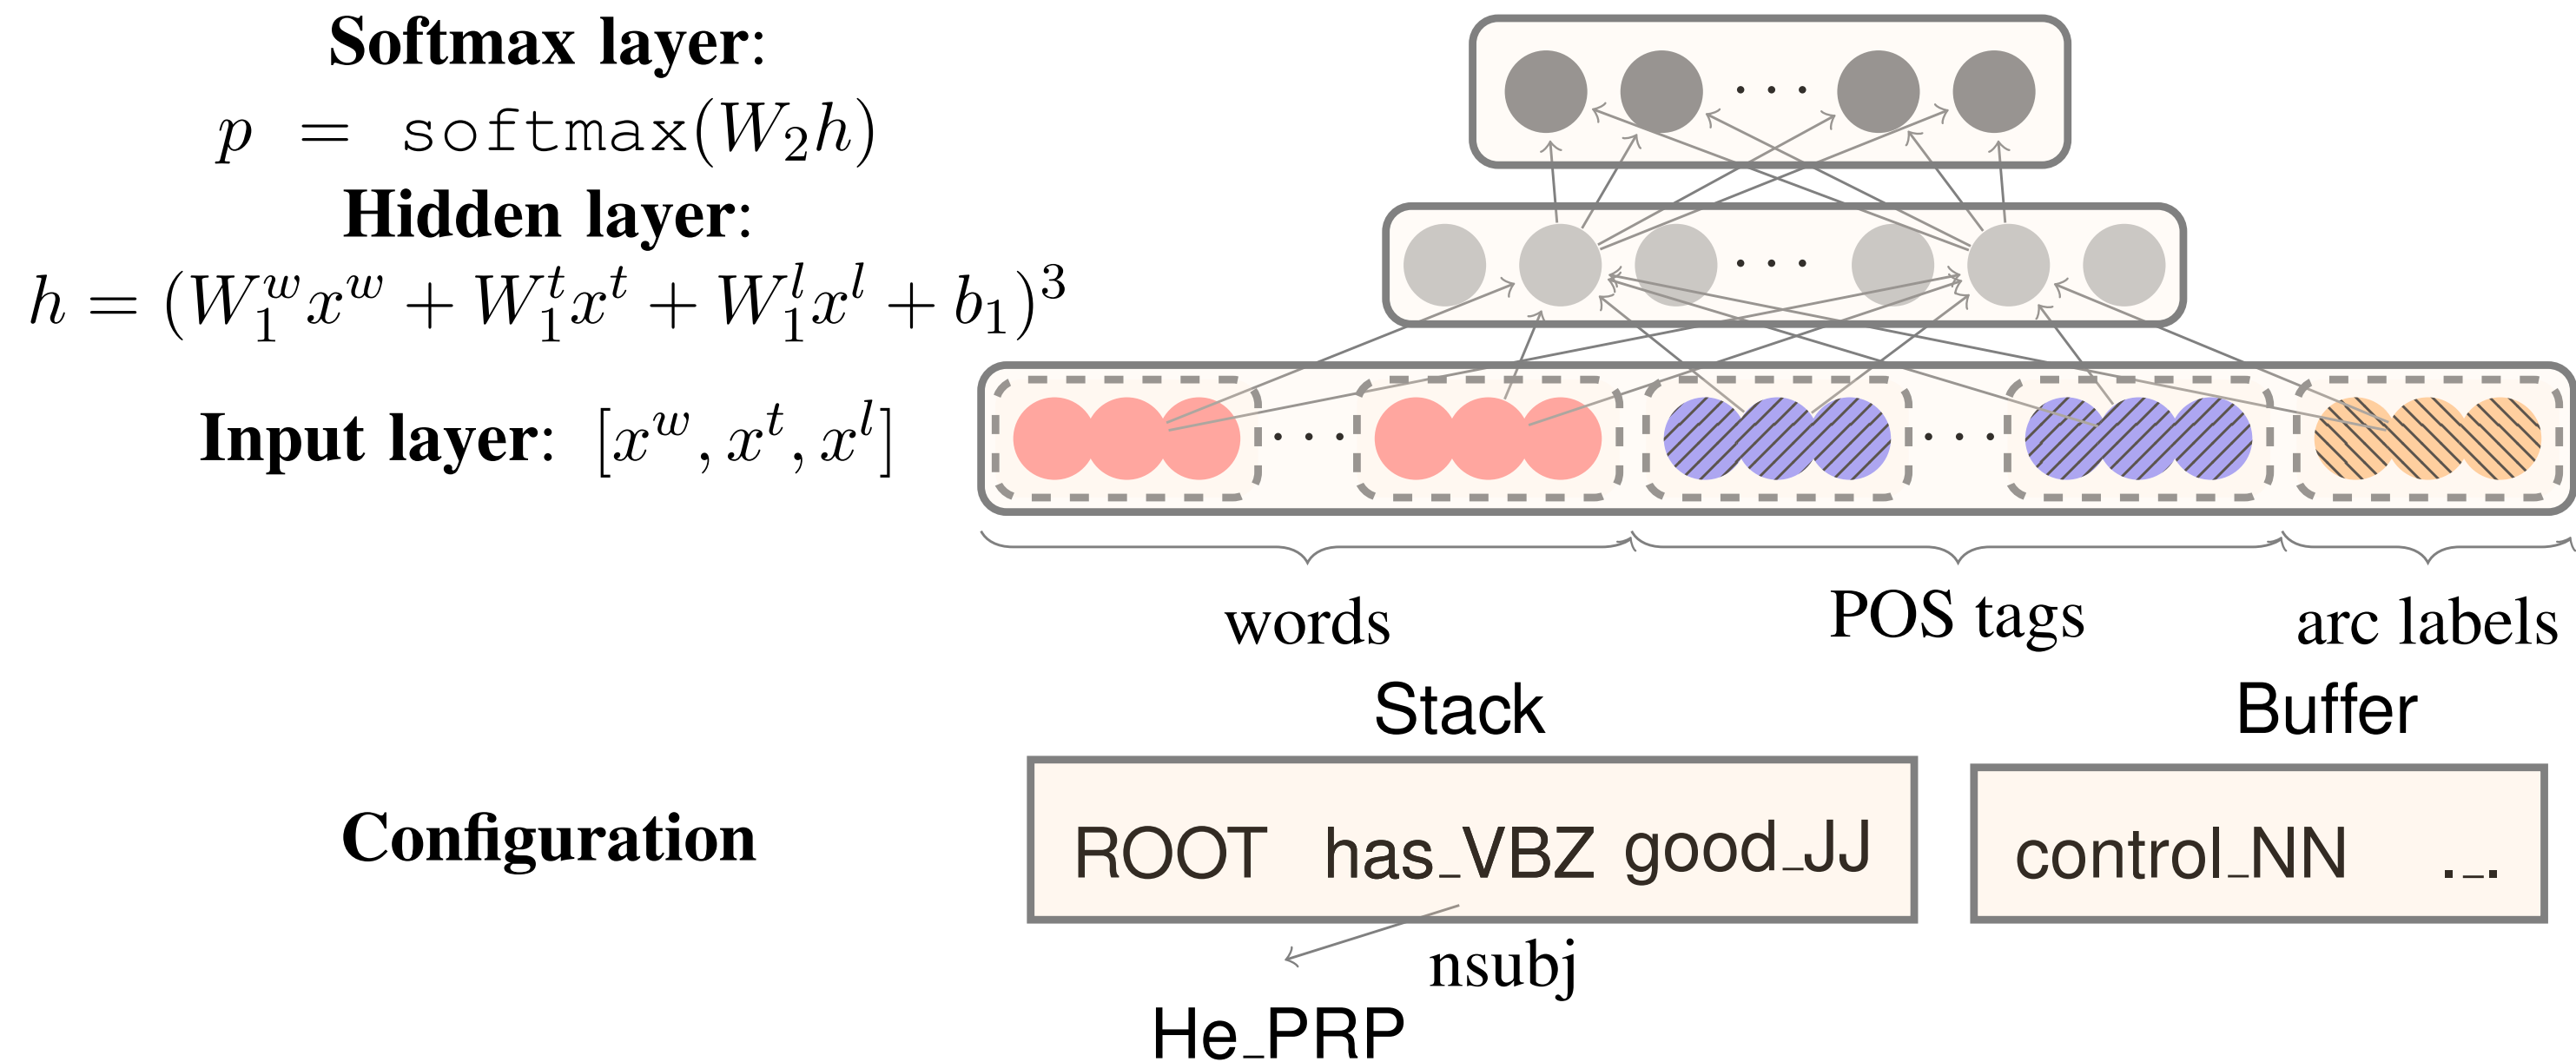 Softmax layer:
p = softmax(W₂h)
Hidden layer:
h = (W₁ʷxʷ + W₁ᵗxᵗ + W₁ˡxˡ + b₁)³
Input layer: [xʷ, xᵗ, xˡ]
· · ·
· · ·
· · · · · ·
words POS tags arc labels
Stack Buffer
Configuration
ROOT has_VBZ good_JJ control_NN ._.
nsubj
He_PRP